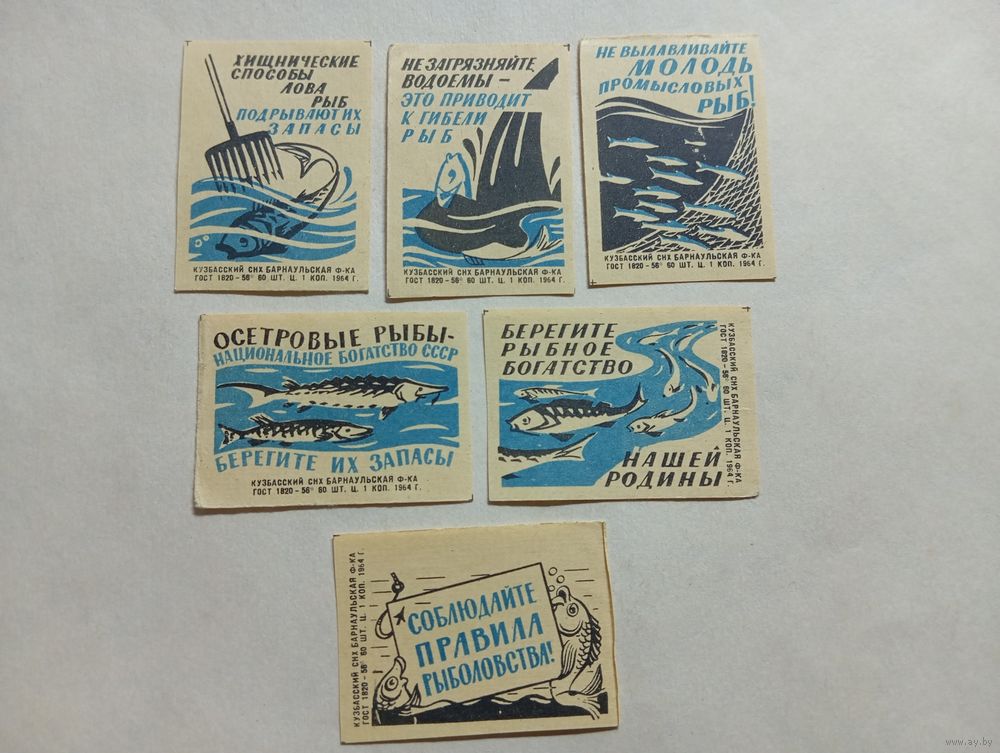 ХИЩНИЧЕСКИЕ
СПОСОБЫ
ЛОВА
РЫБ
ПОДРЫВАЮТ ИХ
ЗАПАСЫ
КУЗБАССКИЙ СНХ БАРНАУЛЬСКАЯ Ф-КА
ГОСТ 1820-56° 60 ШТ. Ц. 1 КОП. 1964 Г.
НЕ ЗАГРЯЗНЯЙТЕ
ВОДОЕМЫ —
ЭТО ПРИВОДИТ
К ГИБЕЛИ
РЫБ
КУЗБАССКИЙ СНХ БАРНАУЛЬСКАЯ Ф-КА
ГОСТ 1820-56° 60 ШТ. Ц. 1 КОП. 1964 Г.
НЕ ВЫЛАВЛИВАЙТЕ
МОЛОДЬ
ПРОМЫСЛОВЫХ
РЫБ!
КУЗБАССКИЙ СНХ БАРНАУЛЬСКАЯ Ф-КА
ГОСТ 1820-56° 60 ШТ. Ц. 1 КОП. 1964 Г.
ОСЕТРОВЫЕ РЫБЫ-
НАЦИОНАЛЬНОЕ БОГАТСТВО СССР
БЕРЕГИТЕ ИХ ЗАПАСЫ
КУЗБАССКИЙ СНХ БАРНАУЛЬСКАЯ Ф-КА
ГОСТ 1820-56° 60 ШТ. Ц. 1 КОП. 1964 Г.
БЕРЕГИТЕ
РЫБНОЕ
БОГАТСТВО
НАШЕЙ
РОДИНЫ
КУЗБАССКИЙ СНХ БАРНАУЛЬСКАЯ Ф-КА
ГОСТ 1820-56° 60 ШТ. Ц. 1 КОП. 1964 Г.
КУЗБАССКИЙ СНХ БАРНАУЛЬСКАЯ Ф-КА
ГОСТ 1820-56° 60 ШТ. Ц. 1 КОП. 1964 Г.
СОБЛЮДАЙТЕ
ПРАВИЛА
РЫБОЛОВСТВА!
www.ay.by